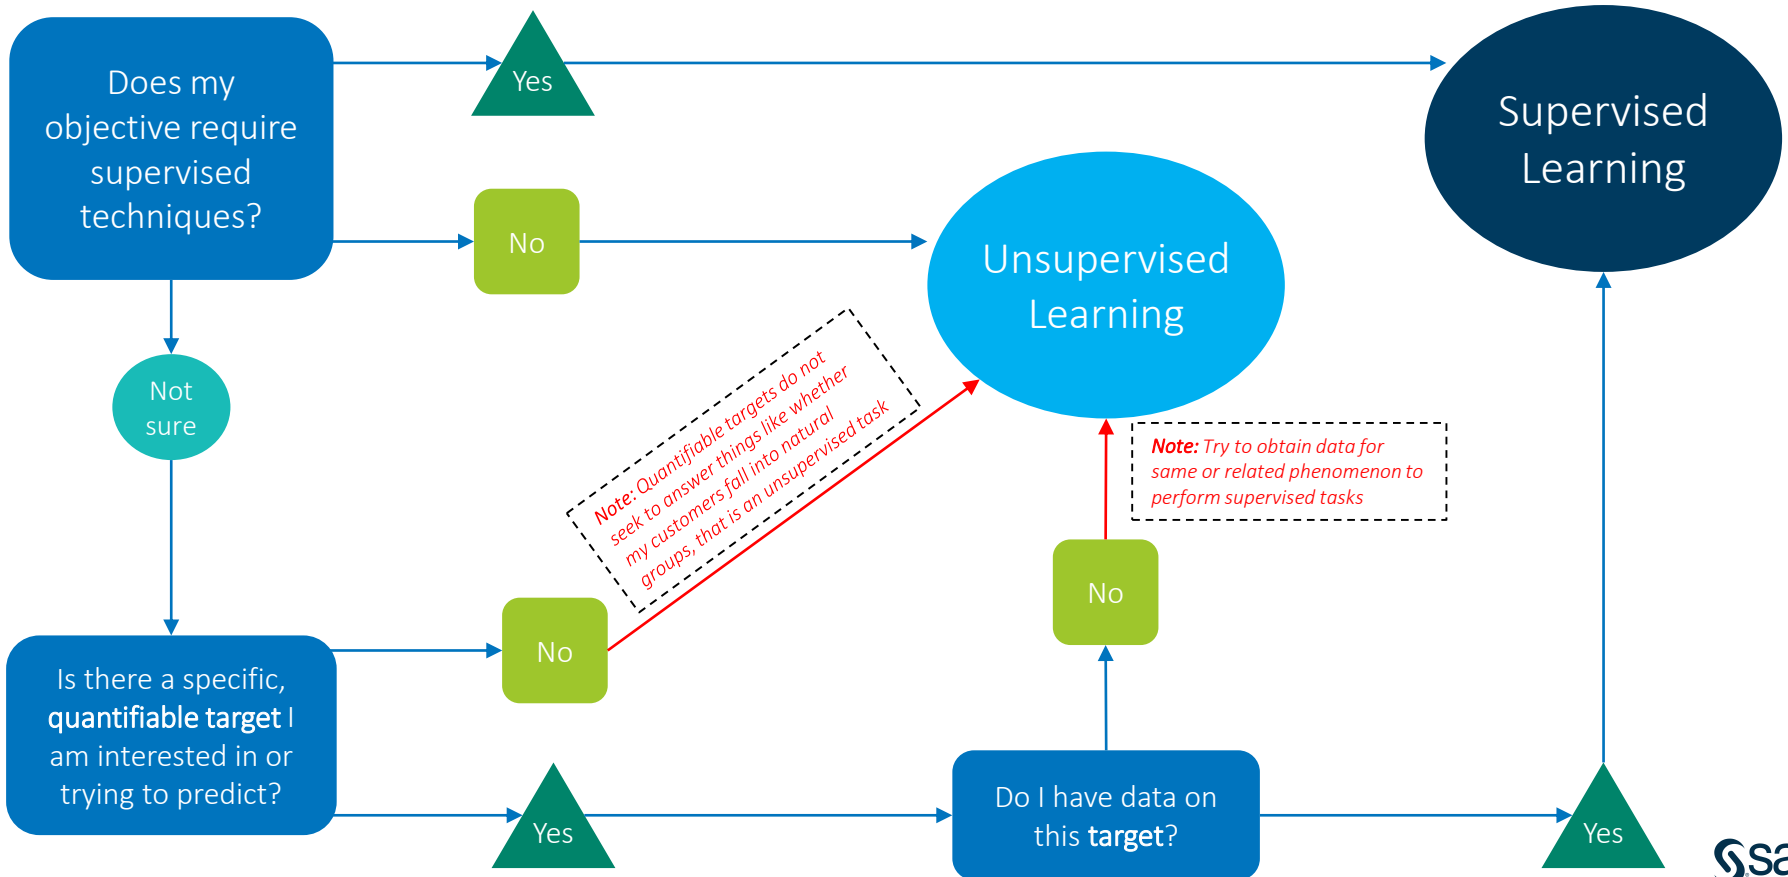 Does my
objective require
supervised
techniques?
Yes
Supervised
Learning
No
Unsupervised
Learning
Not
sure
Note: Quantifiable targets do not
seek to answer things like whether
my customers fall into natural
groups, that is an unsupervised task
Note: Try to obtain data for
same or related phenomenon to
perform supervised tasks
No
No
Is there a specific,
quantifiable target I
am interested in or
trying to predict?
Yes
Do I have data on
this target?
Yes
sa